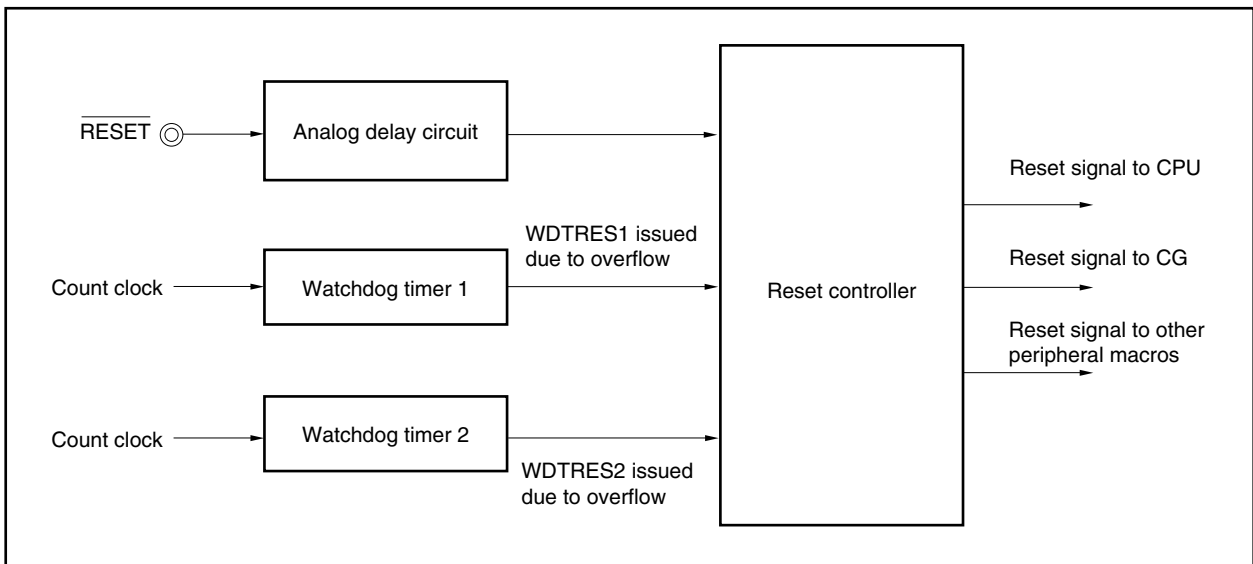 RESET
Analog delay circuit
Reset signal to CPU
WDTRES1 issued
due to overflow
Count clock
Watchdog timer 1
Reset controller
Reset signal to CG
Reset signal to other
peripheral macros
Count clock
Watchdog timer 2
WDTRES2 issued
due to overflow